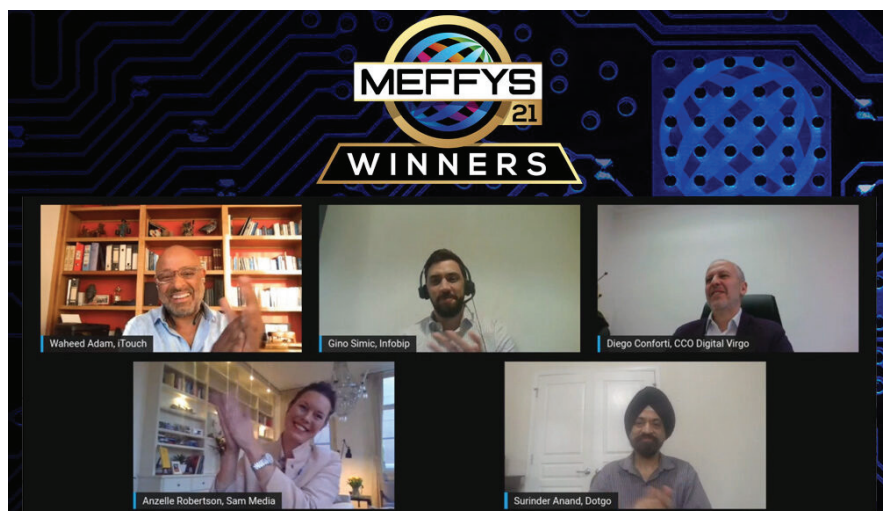 MEFFYS
21
WINNERS
Waheed Adam, iTouch
Gino Simic, Infobip
Diego Conforti, CCO Digital Virgo
Anzelle Robertson, Sam Media
Surinder Anand, Dotgo